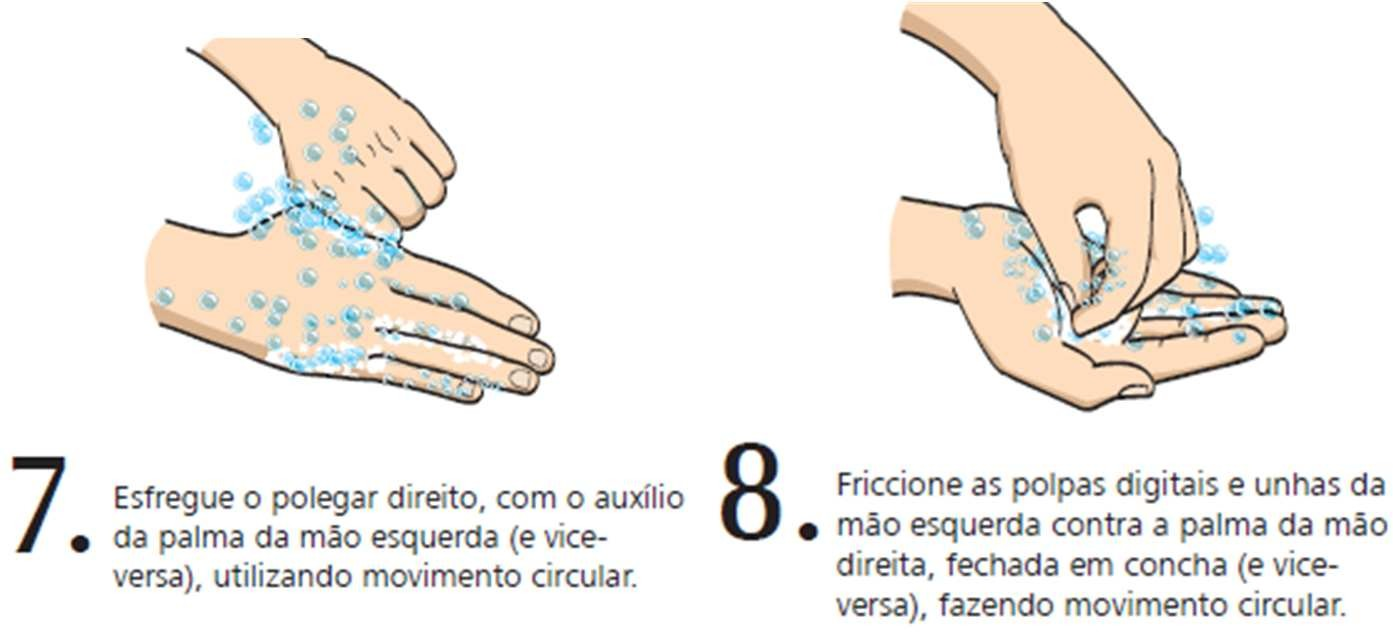 7.
Esfregue o polegar direito, com o auxílio
da palma da mão esquerda (e vice-
versa), utilizando movimento circular.
8.
Friccione as polpas digitais e unhas da
mão esquerda contra a palma da mão
direita, fechada em concha (e vice-
versa), fazendo movimento circular.